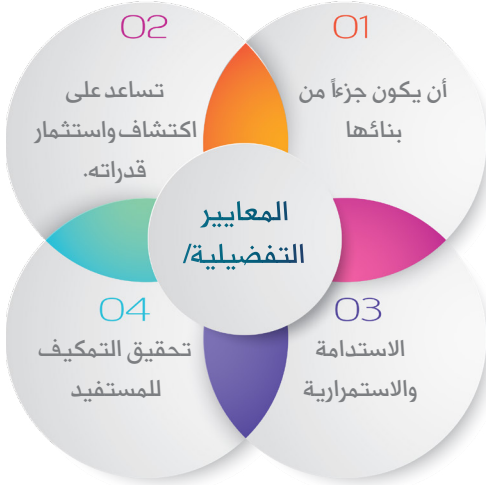 01
أن يكون جزءاً من
بنائها
02
تساعد على
اكتشاف واستثمار
قدراته.
المعايير
التفضيلية/
03
الاستدامة
والاستمرارية
04
تحقيق التمكيف
للمستفيد